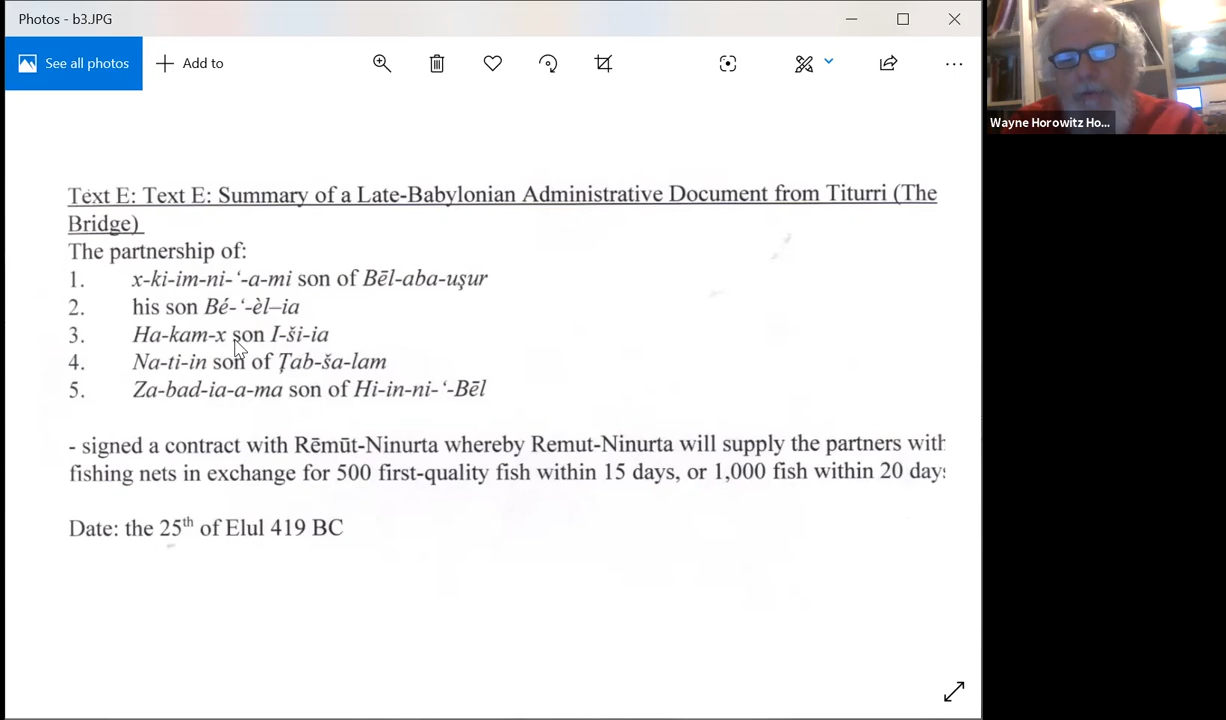 Photos - b3.JPG
See all photos
Add to
Wayne Horowitz Ho...
Text E: Text E: Summary of a Late-Babylonian Administrative Document from Titurri (The
Bridge)
The partnership of:
1. x-ki-im-ni-‘-a-mi son of Bēl-aba-uşur
2. his son Bé-‘-èl–ia
3. Ha-kam-x son I-ši-ia
4. Na-ti-in son of Ţab-ša-lam
5. Za-bad-ia-a-ma son of Hi-in-ni-‘-Bēl
- signed a contract with Rēmūt-Ninurta whereby Remut-Ninurta will supply the partners with
fishing nets in exchange for 500 first-quality fish within 15 days, or 1,000 fish within 20 days
Date: the 25th of Elul 419 BC